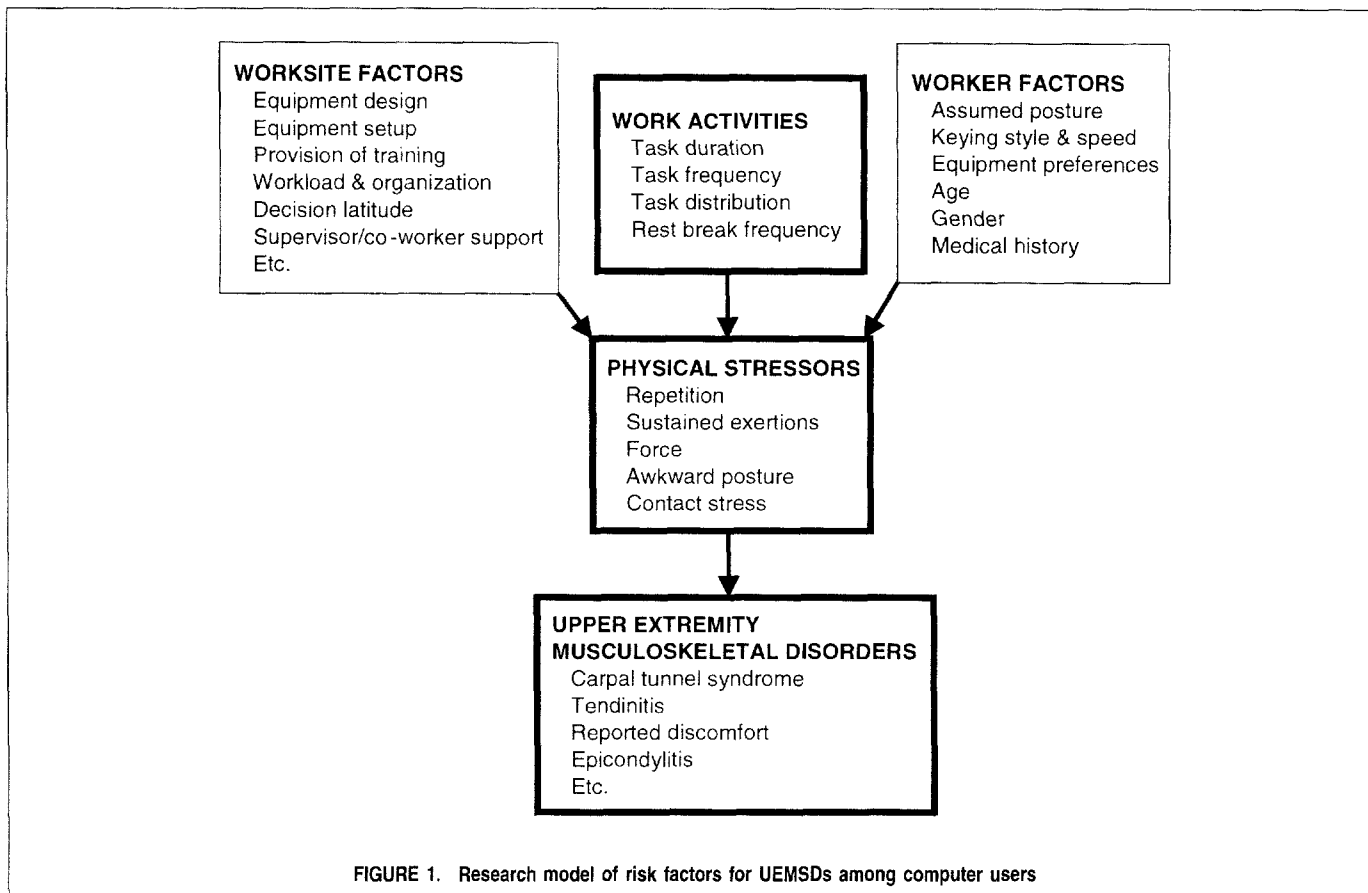 WORKSITE FACTORS
Equipment design
Equipment setup
Provision of training
Workload & organization
Decision latitude
Supervisor/co-worker support
Etc.
WORK ACTIVITIES
Task duration
Task frequency
Task distribution
Rest break frequency
WORKER FACTORS
Assumed posture
Keying style & speed
Equipment preferences
Age
Gender
Medical history
PHYSICAL STRESSORS
Repetition
Sustained exertions
Force
Awkward posture
Contact stress
UPPER EXTREMITY
MUSCULOSKELETAL DISORDERS
Carpal tunnel syndrome
Tendinitis
Reported discomfort
Epicondylitis
Etc.
FIGURE 1. Research model of risk factors for UEMSDs among computer users